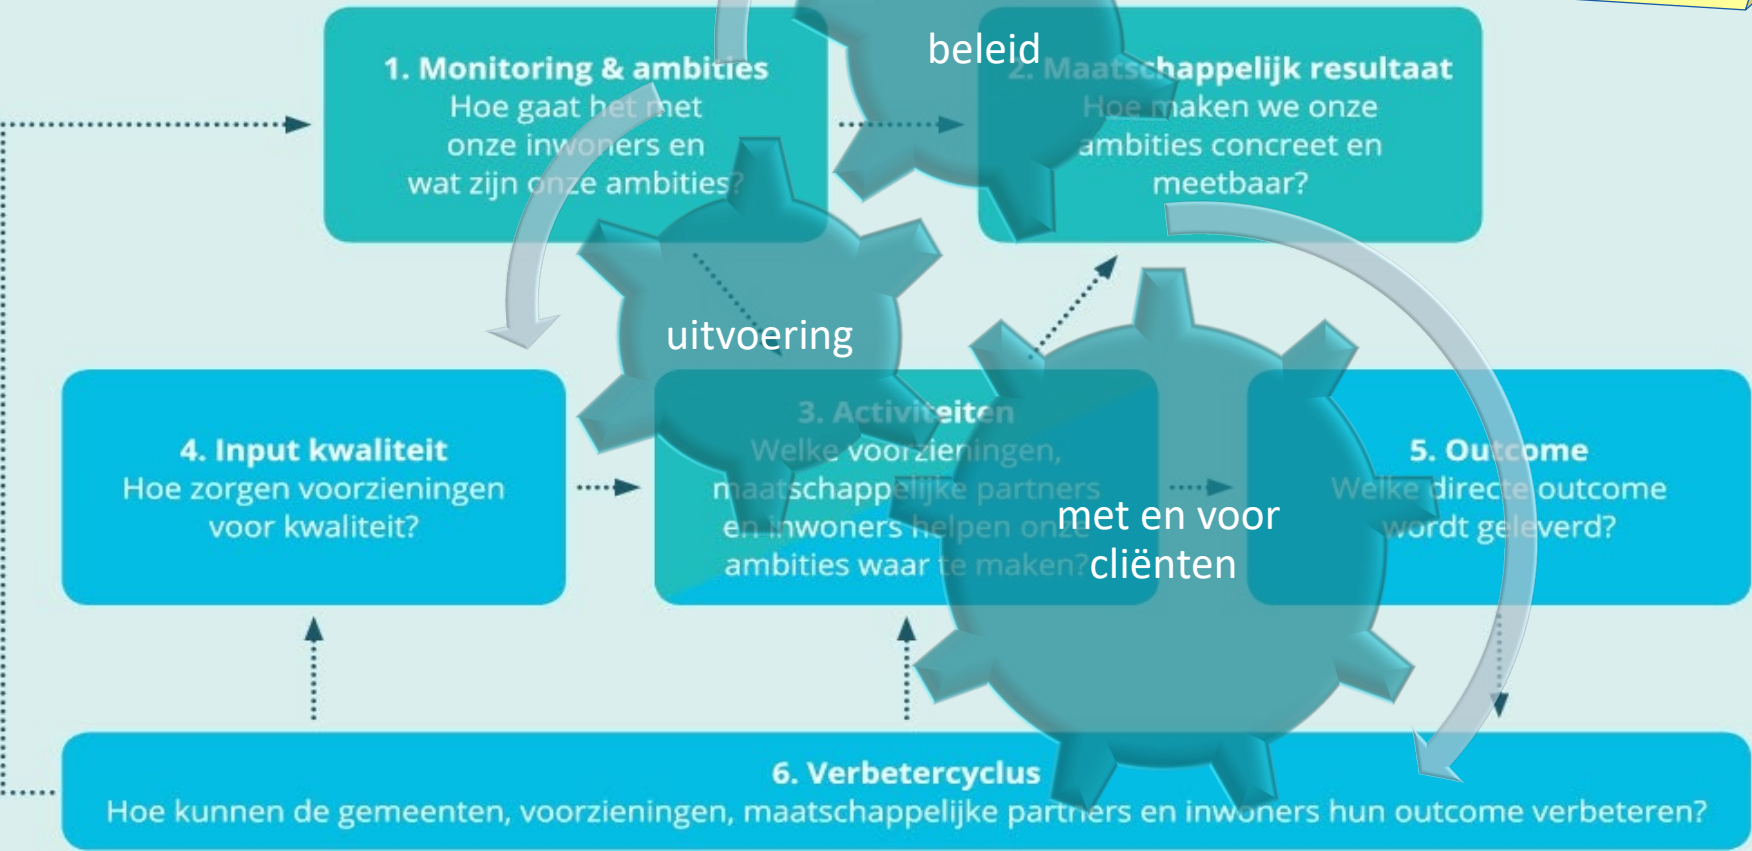 1. Monitoring & ambities
Hoe gaat het met
onze inwoners en
wat zijn onze ambities?
beleid
2. Maatschappelijk resultaat
Hoe maken we onze
ambities concreet en
meetbaar?
uitvoering
4. Input kwaliteit
Hoe zorgen voorzieningen
voor kwaliteit?
3. Activiteiten
Welke voorzieningen,
maatschappelijke partners
en inwoners helpen onze
ambities waar te maken?
met en voor
cliënten
5. Outcome
Welke directe outcome
wordt geleverd?
6. Verbetercyclus
Hoe kunnen de gemeenten, voorzieningen, maatschappelijke partners en inwoners hun outcome verbeteren?